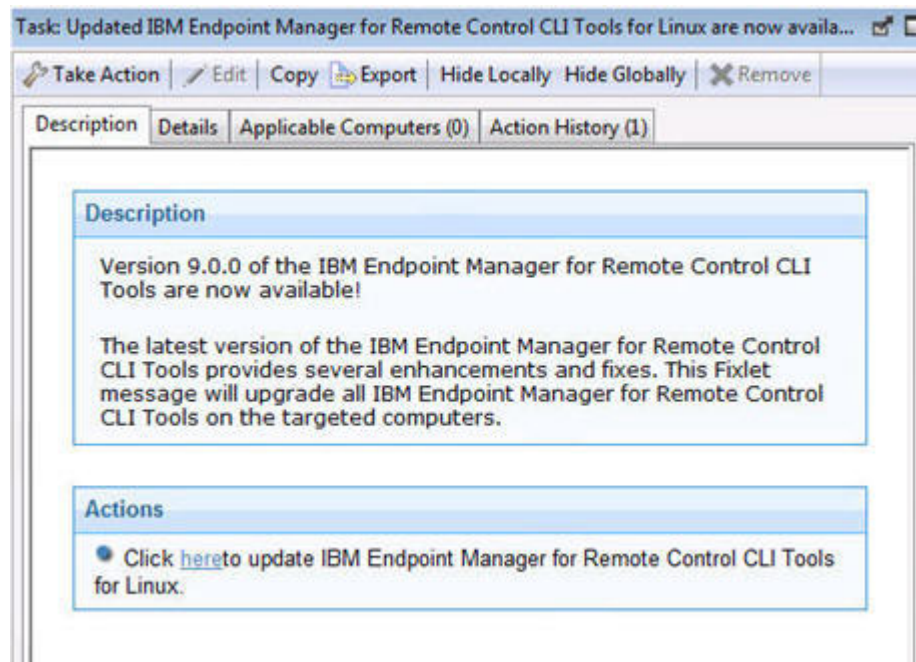 Task: Updated IBM Endpoint Manager for Remote Control CLI Tools for Linux are now availa...
Take Action Edit Copy Export Hide Locally Hide Globally Remove
Description Details Applicable Computers (0) Action History (1)
Description
Version 9.0.0 of the IBM Endpoint Manager for Remote Control CLI
Tools are now available!
The latest version of the IBM Endpoint Manager for Remote Control
CLI Tools provides several enhancements and fixes. This Fixlet
message will upgrade all IBM Endpoint Manager for Remote Control
CLI Tools on the targeted computers.
Actions
Click hereto update IBM Endpoint Manager for Remote Control CLI Tools
for Linux.